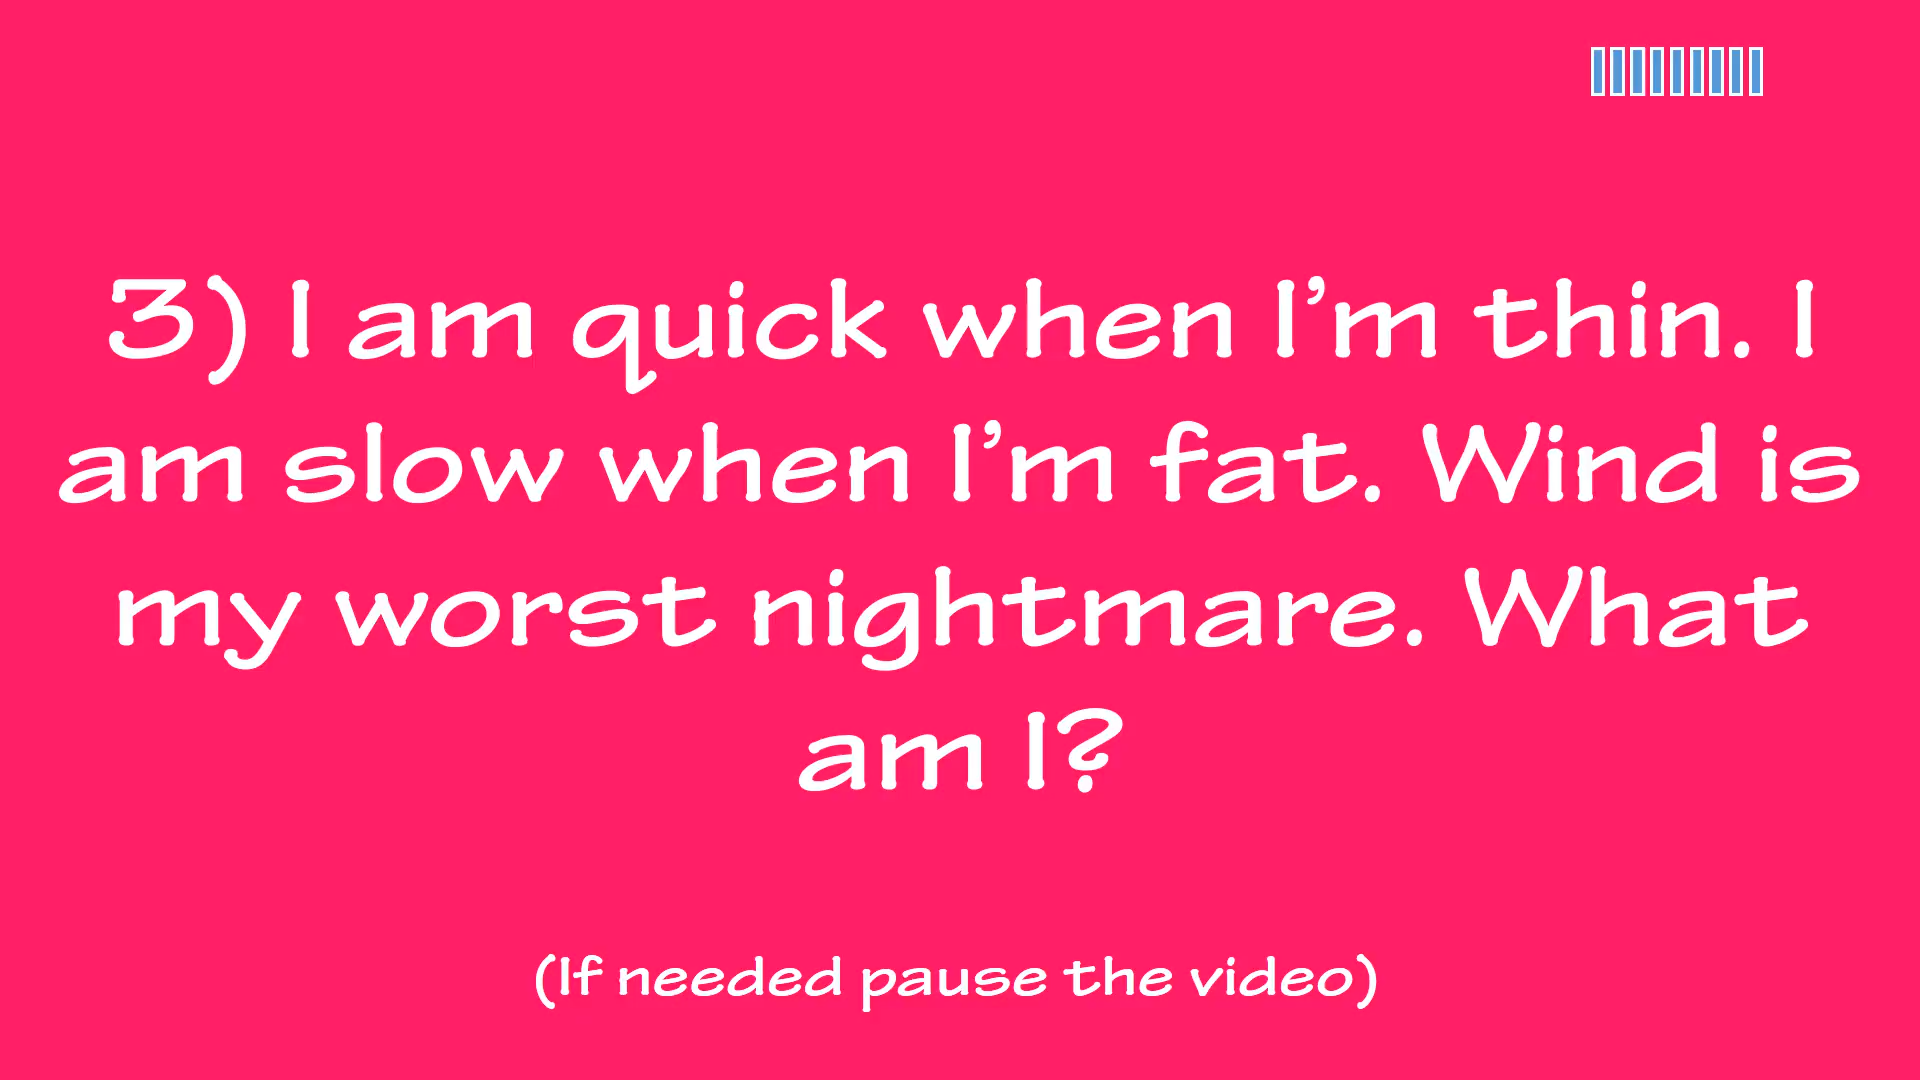 3) I am quick when I’m thin. I
am slow when I’m fat. Wind is
my worst nightmare. What
am I?
(If needed pause the video)